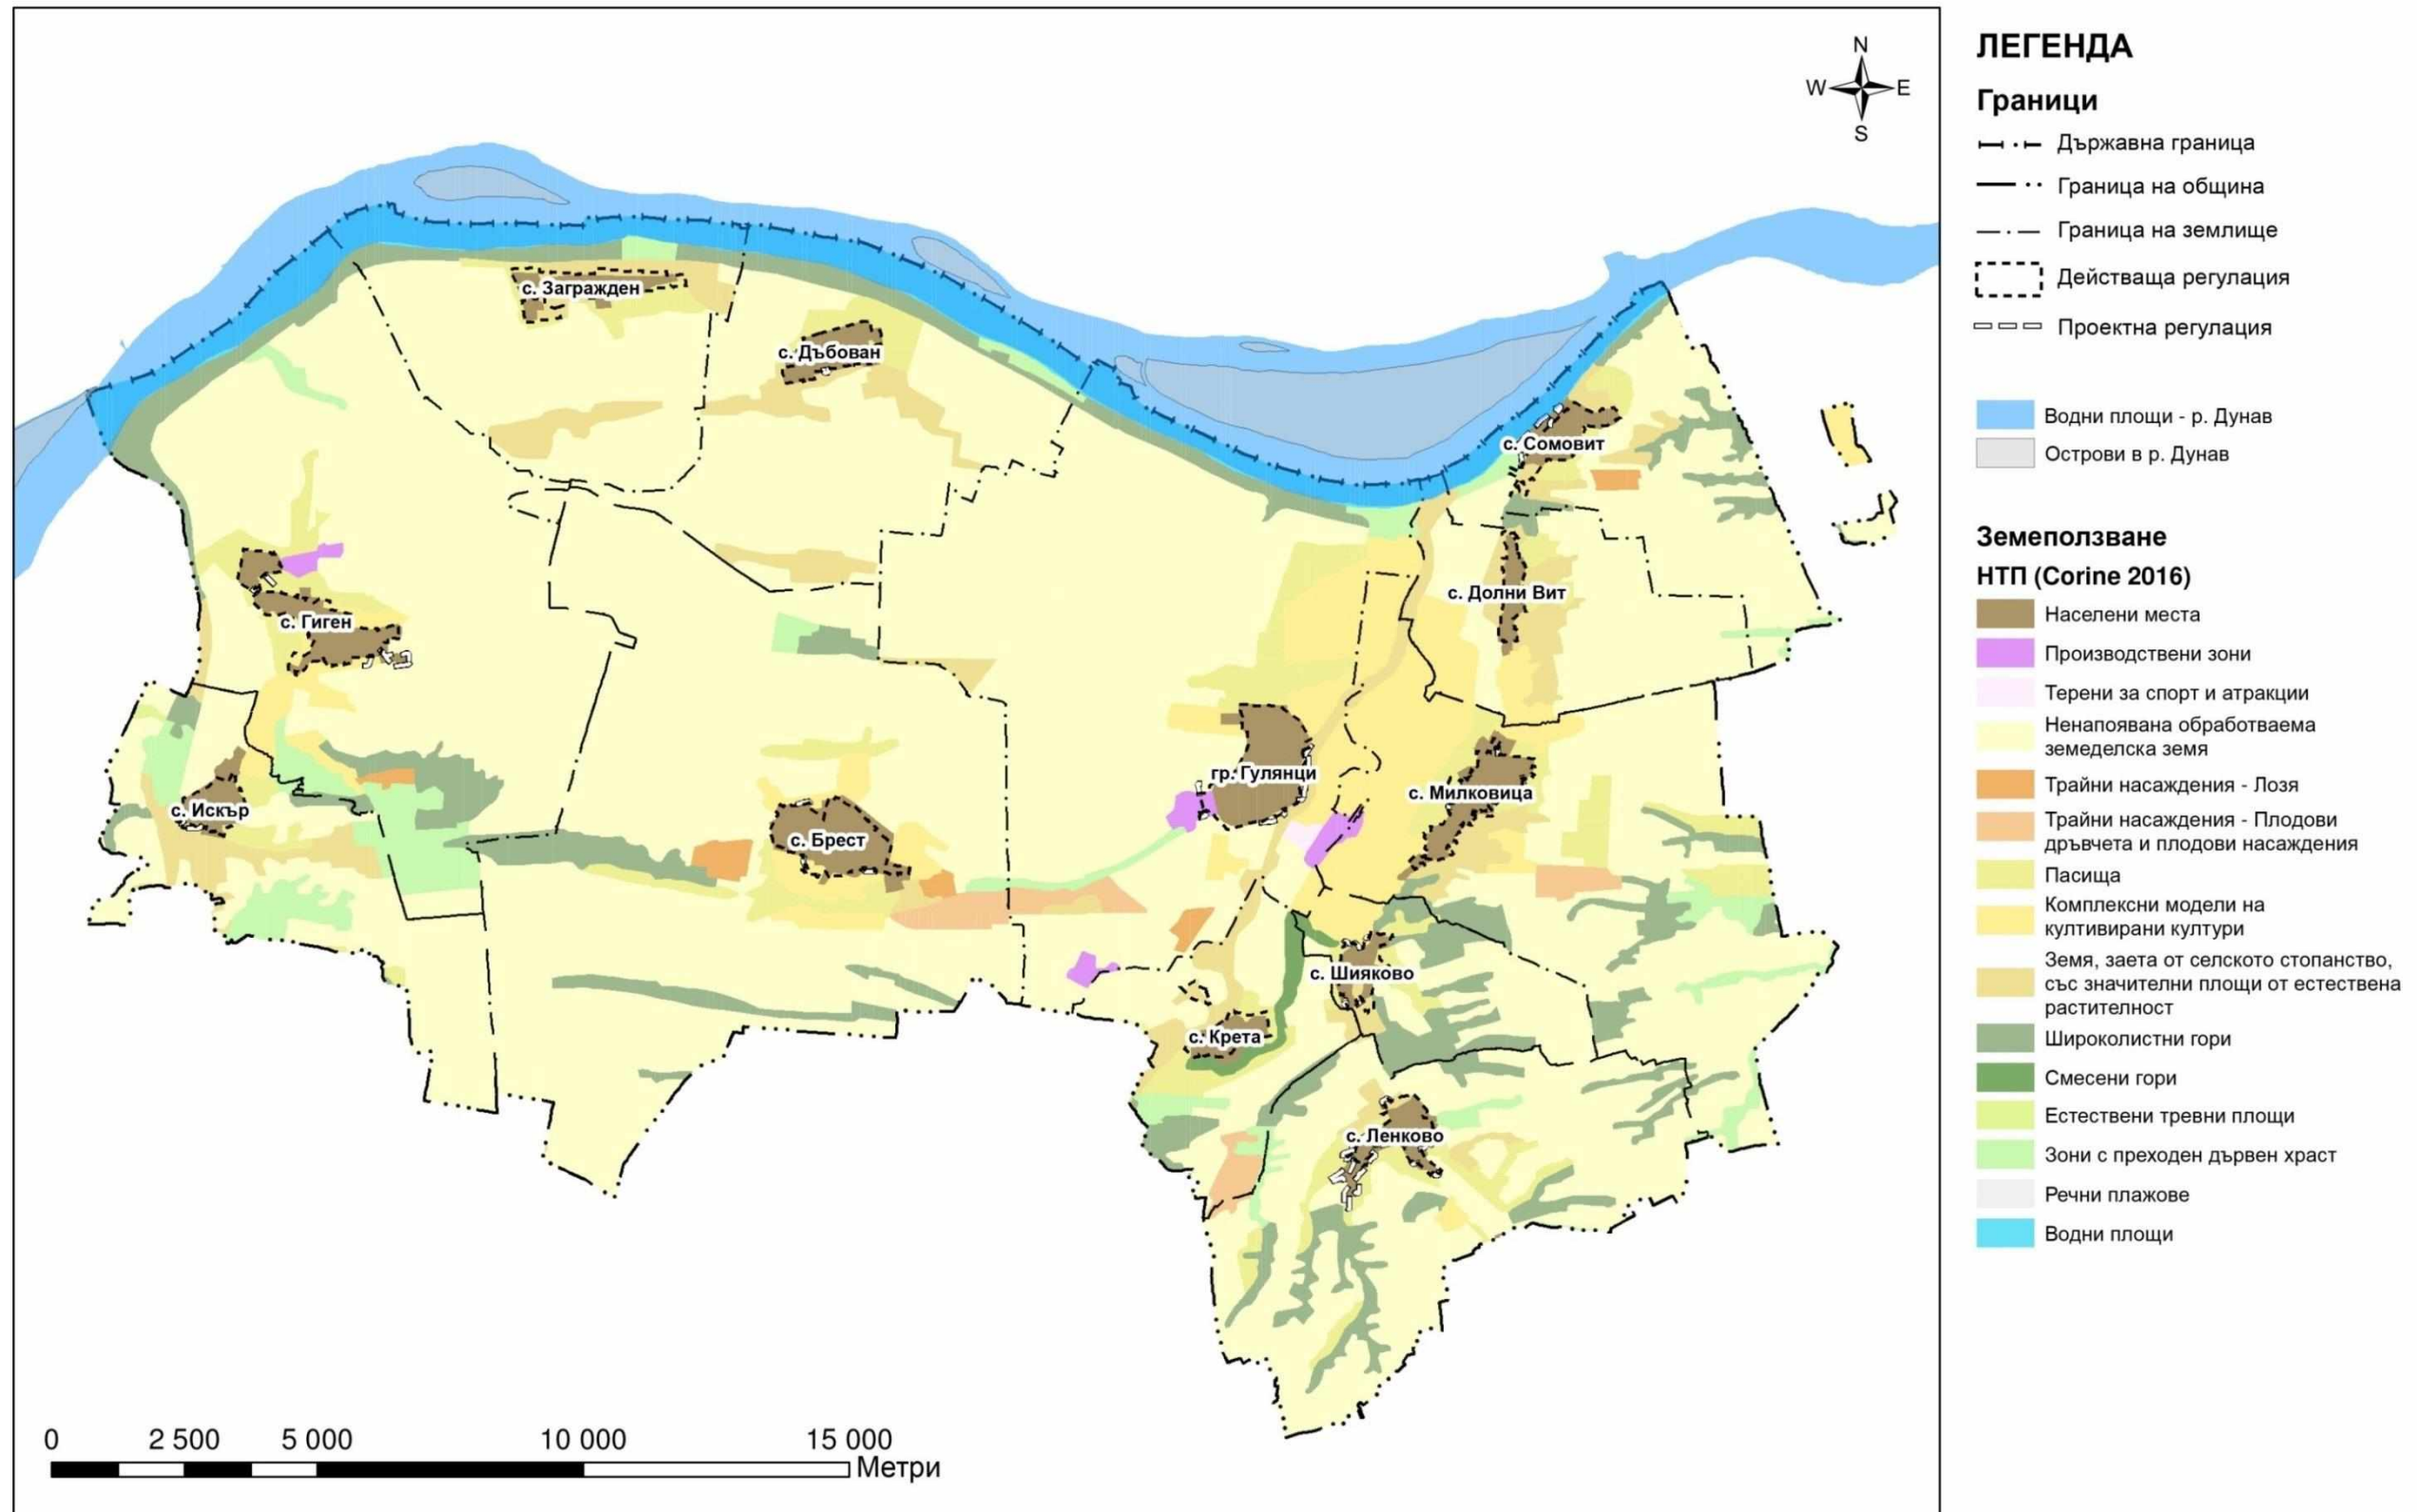 N
W E
S
с. Загражден
с. Дъбован
с. Сомовит
с. Долни Вит
с. Гиген
гр. Гулянци
с. Милковица
с. Искър
с. Брест
с. Шияково
с. Крета
с. Ленково
0 2 500 5 000 10 000 15 000
Метри
ЛЕГЕНДА
Граници
Държавна граница
Граница на община
Граница на землище
Действаща регулация
Проектна регулация
Водни площи - р. Дунав
Острови в р. Дунав
Земеползване
НТП (Corine 2016)
Населени места
Производствени зони
Терени за спорт и атракции
Ненапоявана обработваема
земеделска земя
Трайни насаждения - Лозя
Трайни насаждения - Плодови
дръвчета и плодови насаждения
Пасища
Комплексни модели на
култивирани култури
Земя, заета от селското стопанство,
със значителни площи от естествена
растителност
Широколистни гори
Смесени гори
Естествени тревни площи
Зони с преходен дървен храст
Речни плажове
Водни площи